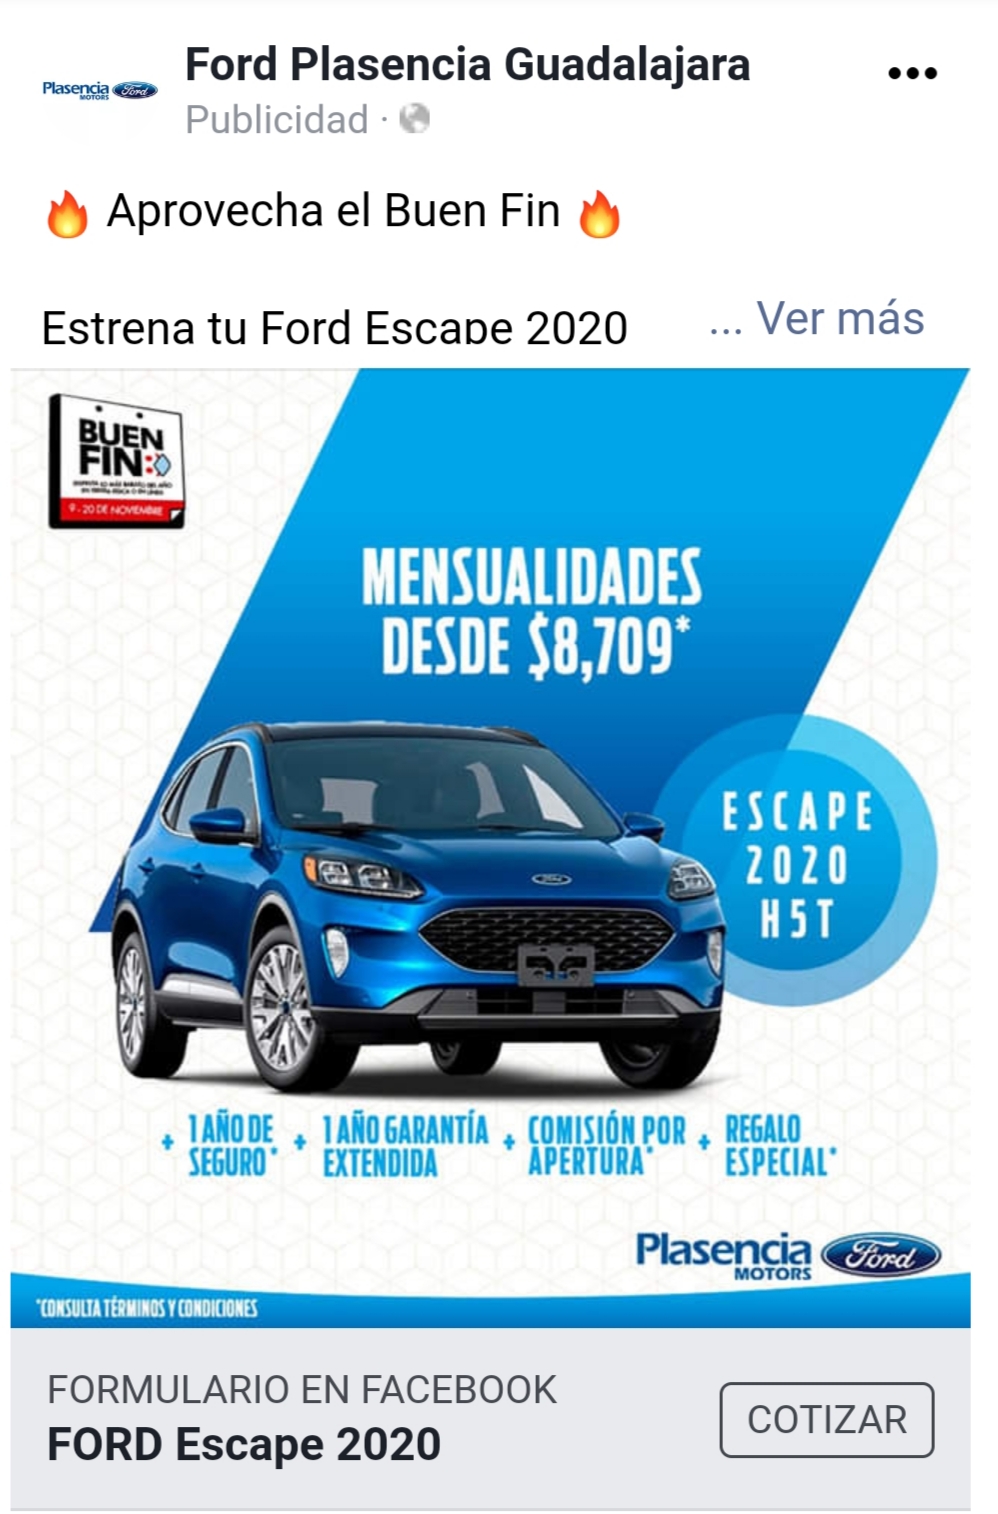 Plasencia
MOTORS
Ford
Ford Plasencia Guadalajara
Publicidad ·
🔥 Aprovecha el Buen Fin 🔥
Estrena tu Ford Escape 2020
... Ver más
BUEN
FIN
9 - 20 DE NOVIEMBRE
MENSUALIDADES
DESDE $8,709*
ESCAPE
2020
H5T
Ford
+ 1 AÑO DE SEGURO*
+ 1 AÑO GARANTÍA EXTENDIDA
+ COMISIÓN POR APERTURA*
+ REGALO ESPECIAL*
Plasencia
MOTORS
Ford
*CONSULTA TÉRMINOS Y CONDICIONES
FORMULARIO EN FACEBOOK
FORD Escape 2020
COTIZAR